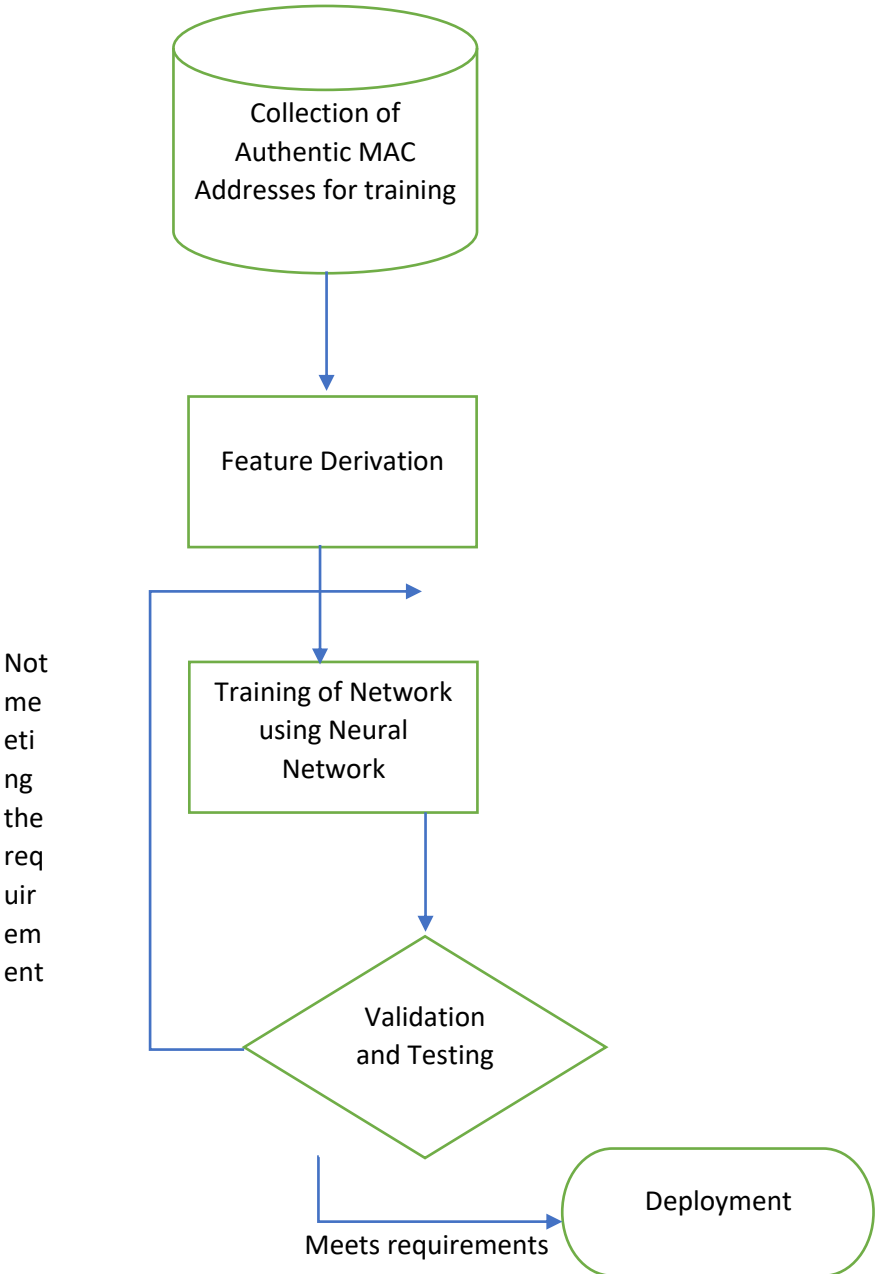 Collection of
Authentic MAC
Addresses for training
Feature Derivation
Not
me
eti
ng
the
req
uir
em
ent
Training of Network
using Neural
Network
Validation
and Testing
Deployment
Meets requirements